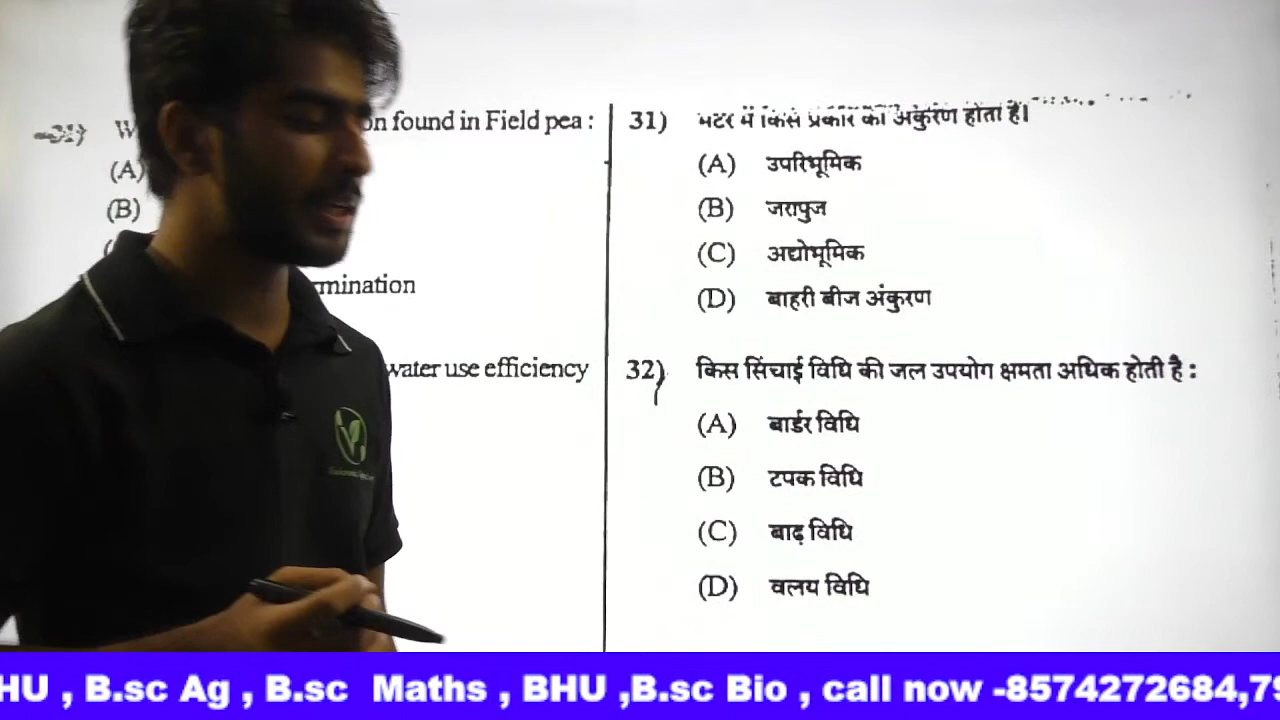 on found in Field pea :
(A)
(B)
mination
water use efficiency
31) मटर में किस प्रकार का अंकुरण होता है।
(A) उपरिभूमिक
(B) जरापुज
(C) अद्योभूमिक
(D) बाहरी बीज अंकुरण
32) किस सिंचाई विधि की जल उपयोग क्षमता अधिक होती है :
(A) बार्डर विधि
(B) टपक विधि
(C) बाढ़ विधि
(D) वलय विधि
HU , B.sc Ag , B.sc Maths , BHU ,B.sc Bio , call now -8574272684,79